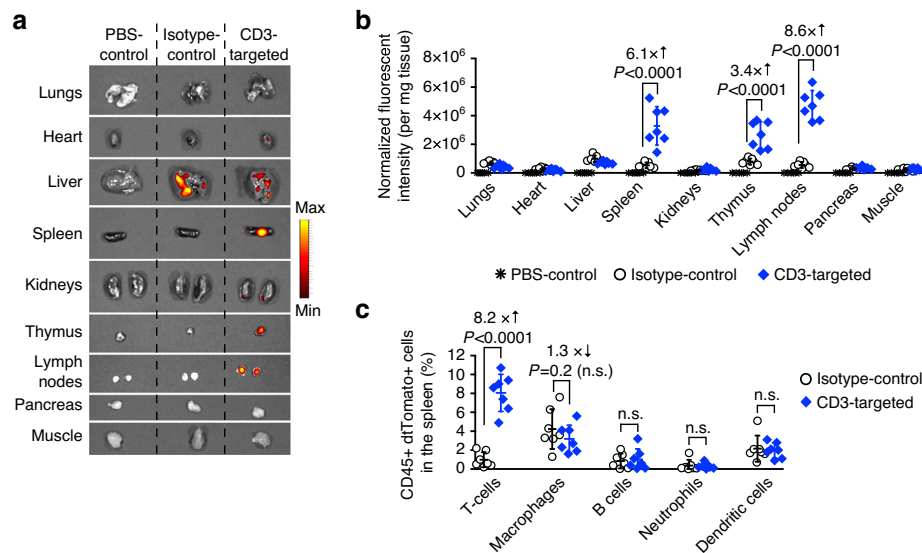 a
PBS-
control
Isotype-
control
CD3-
targeted
Lungs
Heart
Liver
Spleen
Kidneys
Thymus
Lymph
nodes
Pancreas
Muscle
Max
Min
b
Normalized fluorescent
intensity (per mg tissue)
8×10⁶
6×10⁶
4×10⁶
2×10⁶
0
6.1×↑
P<0.0001
3.4×↑
P<0.0001
8.6×↑
P<0.0001
Lungs
Heart
Liver
Spleen
Kidneys
Thymus
Lymph nodes
Pancreas
Muscle
PBS-control
Isotype-control
CD3-targeted
c
CD45+ dtTomato+ cells
in the spleen (%)
12
10
8
6
4
2
0
8.2 ×↑
P<0.0001
1.3 ×↓
P=0.2 (n.s.)
n.s.
n.s.
n.s.
T-cells
Macrophages
B cells
Neutrophils
Dendritic cells
Isotype-control
CD3-targeted